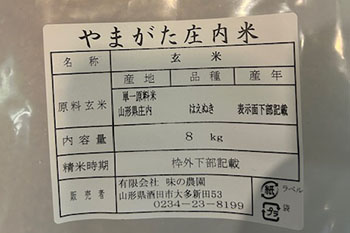 やまがた庄内米
名称 玄米
産地 品種 産年
原料玄米 単一原料米
山形県庄内 はえぬき 表示面下部記載
内容量 8 kg
精米時期 枠外下部記載
販売者 有限会社 味の農園
山形県酒田市大多新田53
0234-23-8199
紙 ラベル
プラ 袋